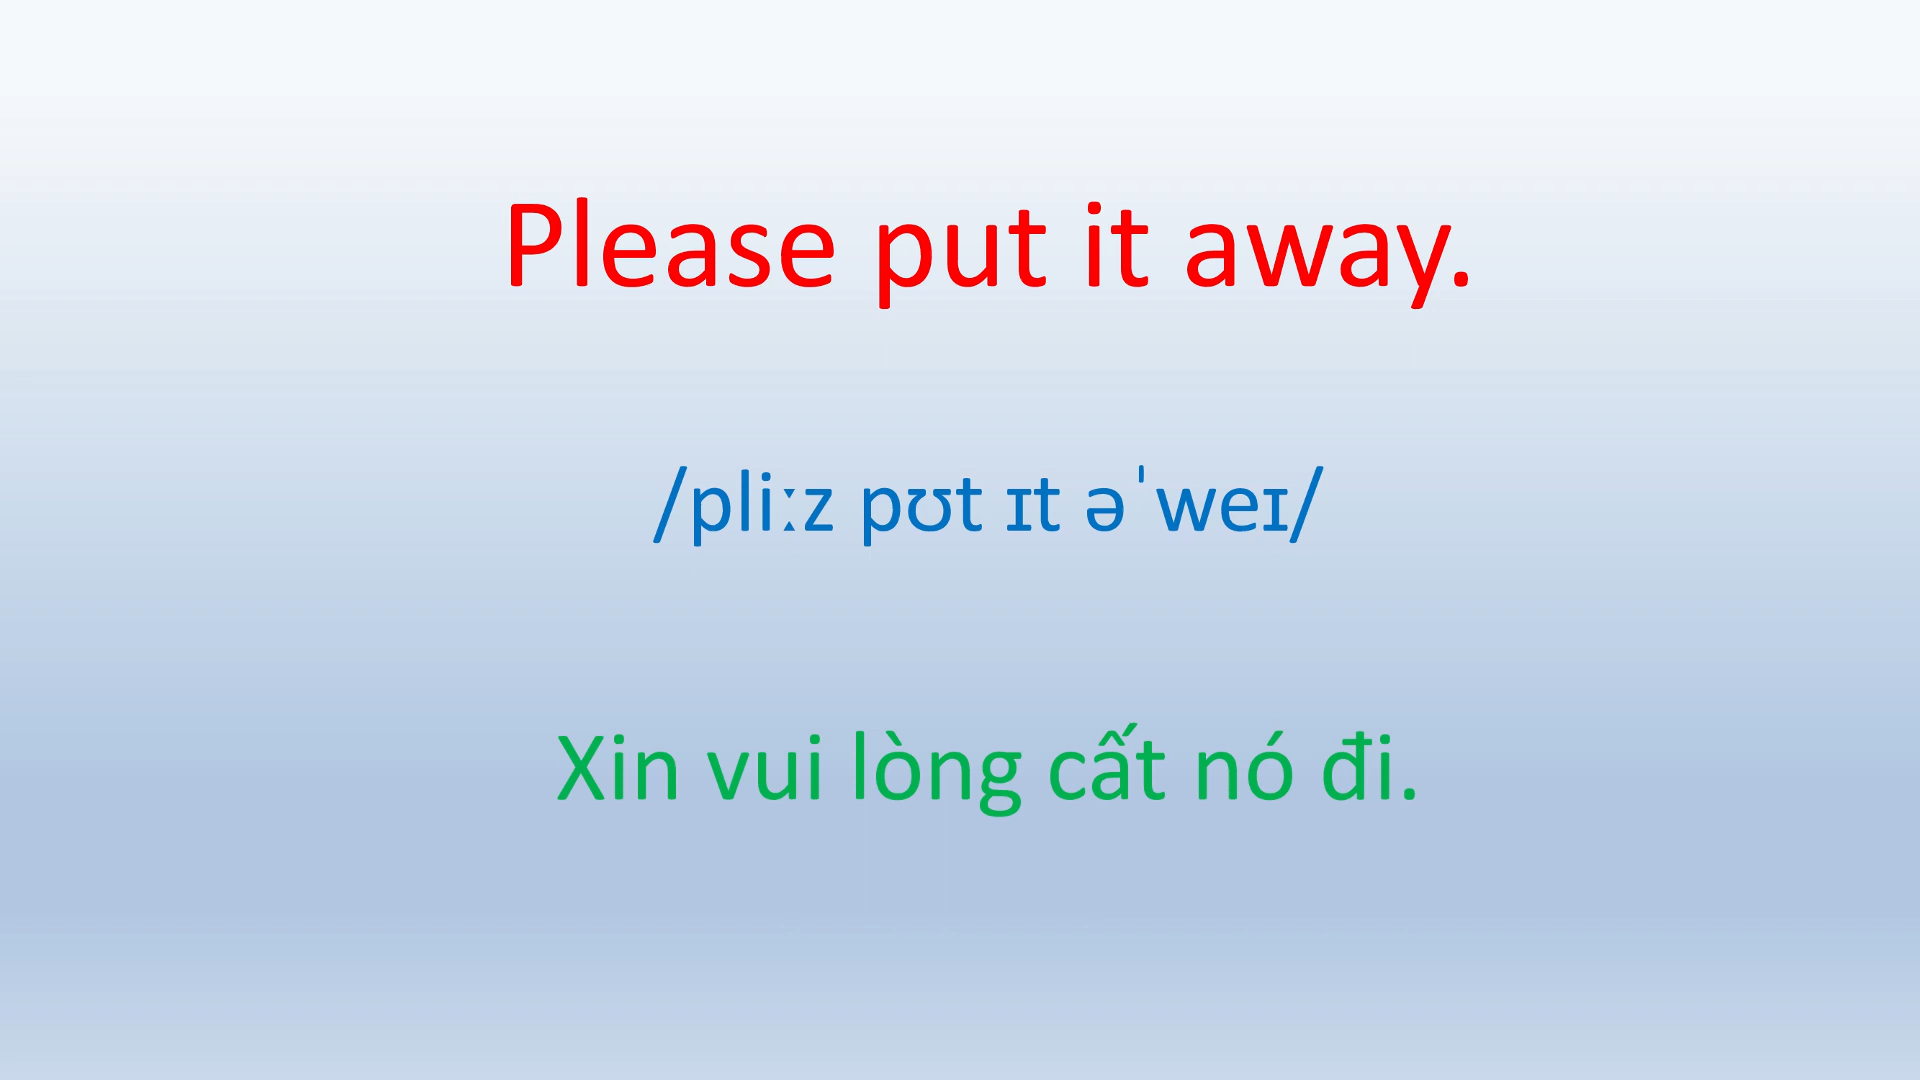 Please put it away.
/pliːz pʊt ɪt əˈweɪ/
Xin vui lòng cất nó đi.